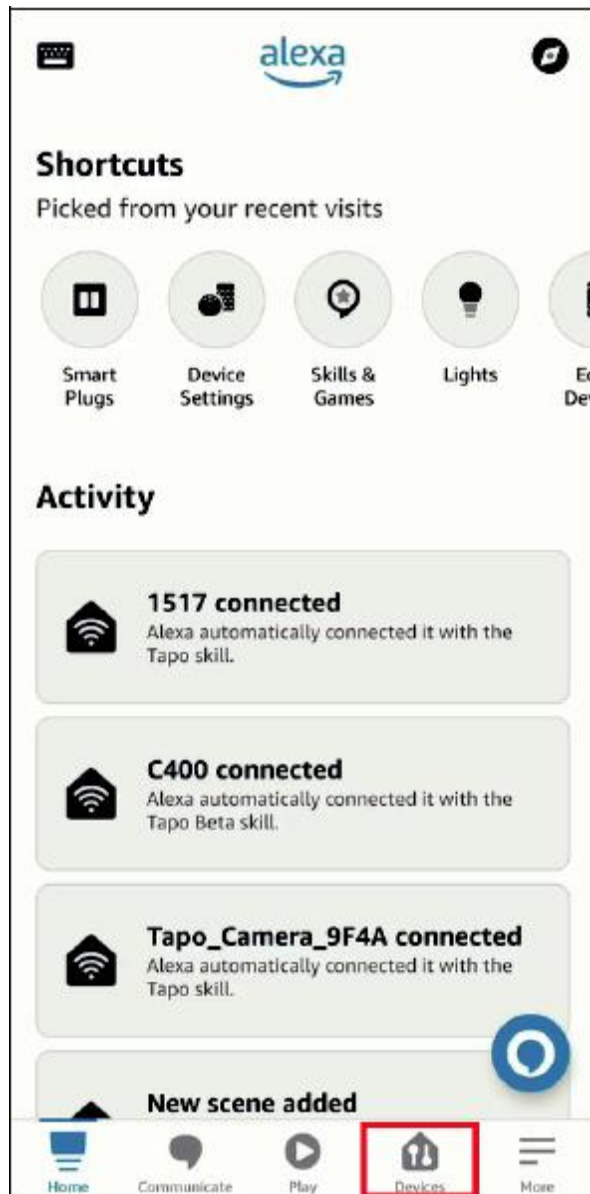 alexa
Shortcuts
Picked from your recent visits
Smart
Plugs
Device
Settings
Skills &
Games
Lights
Activity
1517 connected
Alexa automatically connected it with the
Tapo skill.
C400 connected
Alexa automatically connected it with the
Tapo Beta skill.
Tapo_Camera_9F4A connected
Alexa automatically connected it with the
Tapo skill.
New scene added
Home
Communicate
Play
Devices
More